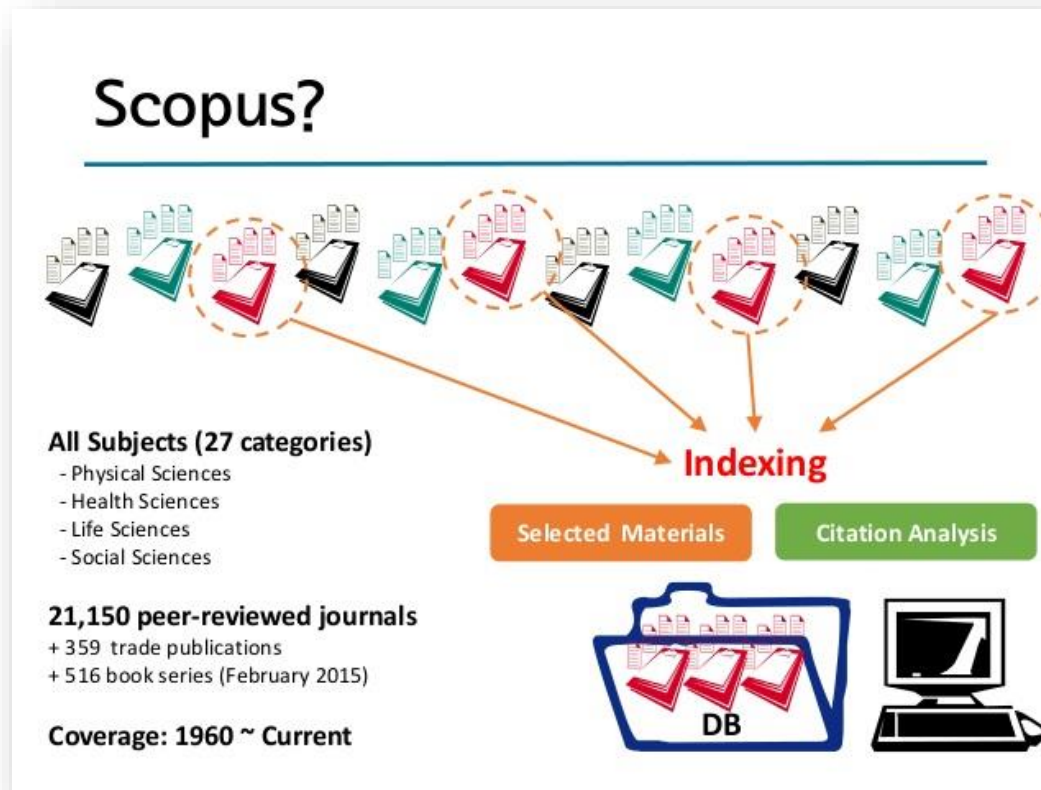 Scopus?
All Subjects (27 categories)
- Physical Sciences
- Health Sciences
- Life Sciences
- Social Sciences
21,150 peer-reviewed journals
+ 359 trade publications
+ 516 book series (February 2015)
Coverage: 1960 ~ Current
Indexing
Selected Materials
Citation Analysis
DB